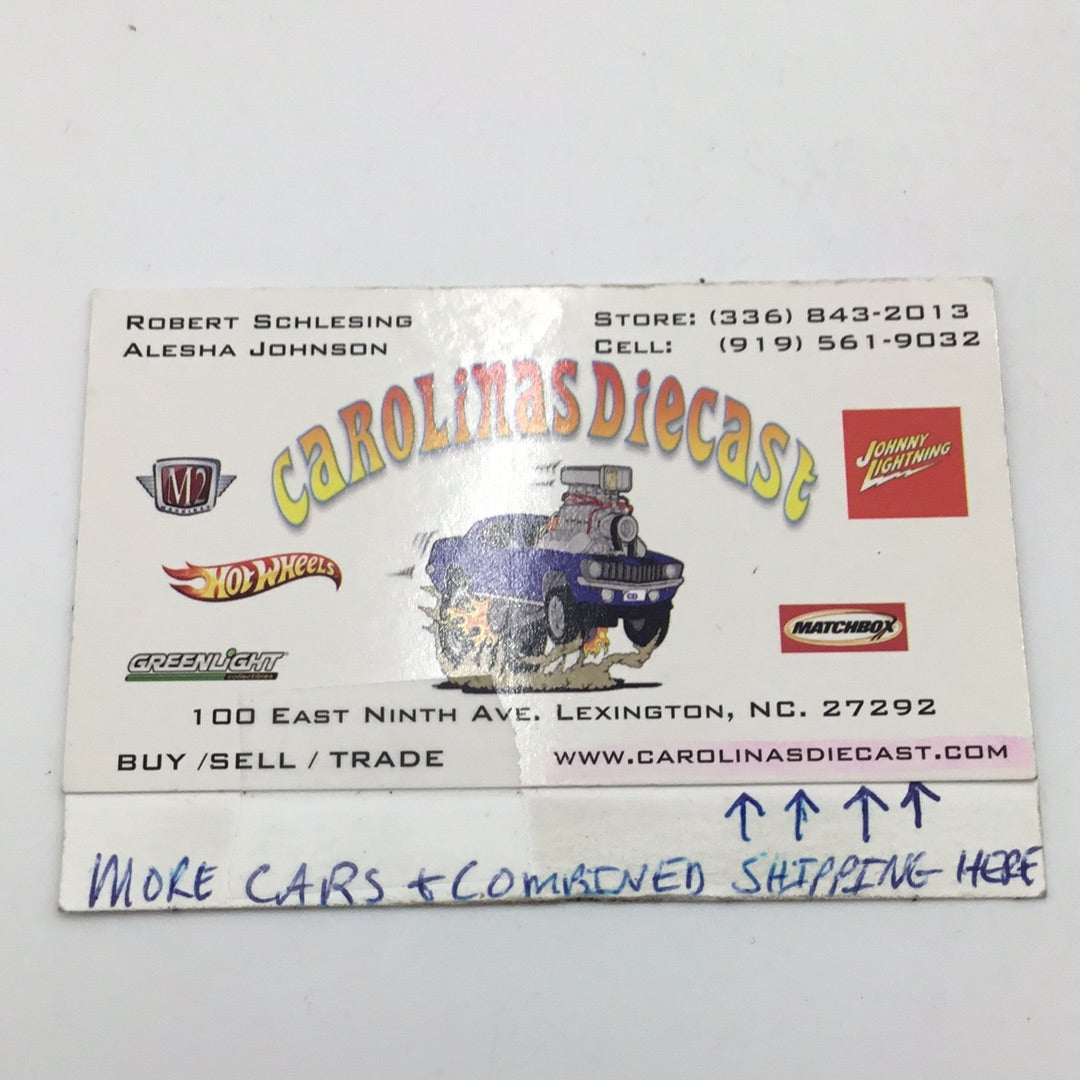 ROBERT SCHLESING
ALESHA JOHNSON
STORE: (336) 843-2013
CELL: (919) 561-9032
CAROLINAS DIECAST
M2
JOHNNY
LIGHTNING
HOT WHEELS
CD
MATCHBOX
GREENLIGHT
collectibles
100 EAST NINTH AVE. LEXINGTON, NC. 27292
BUY /SELL / TRADE
WWW.CAROLINASDIECAST.COM
↑ ↑ ↑ ↑
MORE CARS + COMBINED SHIPPING HERE